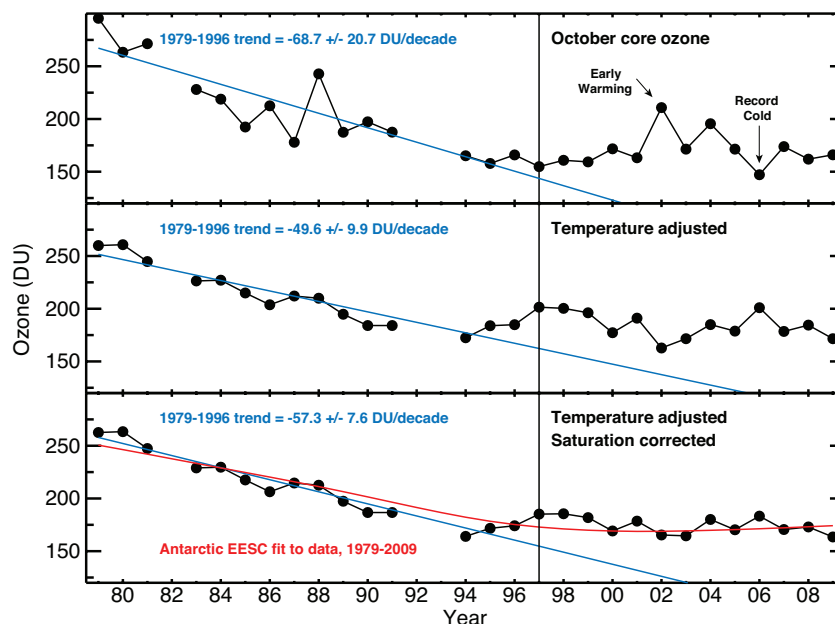 1979-1996 trend = -68.7 +/- 20.7 DU/decade
October core ozone
Early
Warming
Record
Cold
250
200
150
1979-1996 trend = -49.6 +/- 9.9 DU/decade
Temperature adjusted
250
200
150
Ozone (DU)
1979-1996 trend = -57.3 +/- 7.6 DU/decade
Temperature adjusted
Saturation corrected
250
200
150
Antarctic EESC fit to data, 1979-2009
80 82 84 86 88 90 92 94 96 98 00 02 04 06 08
Year